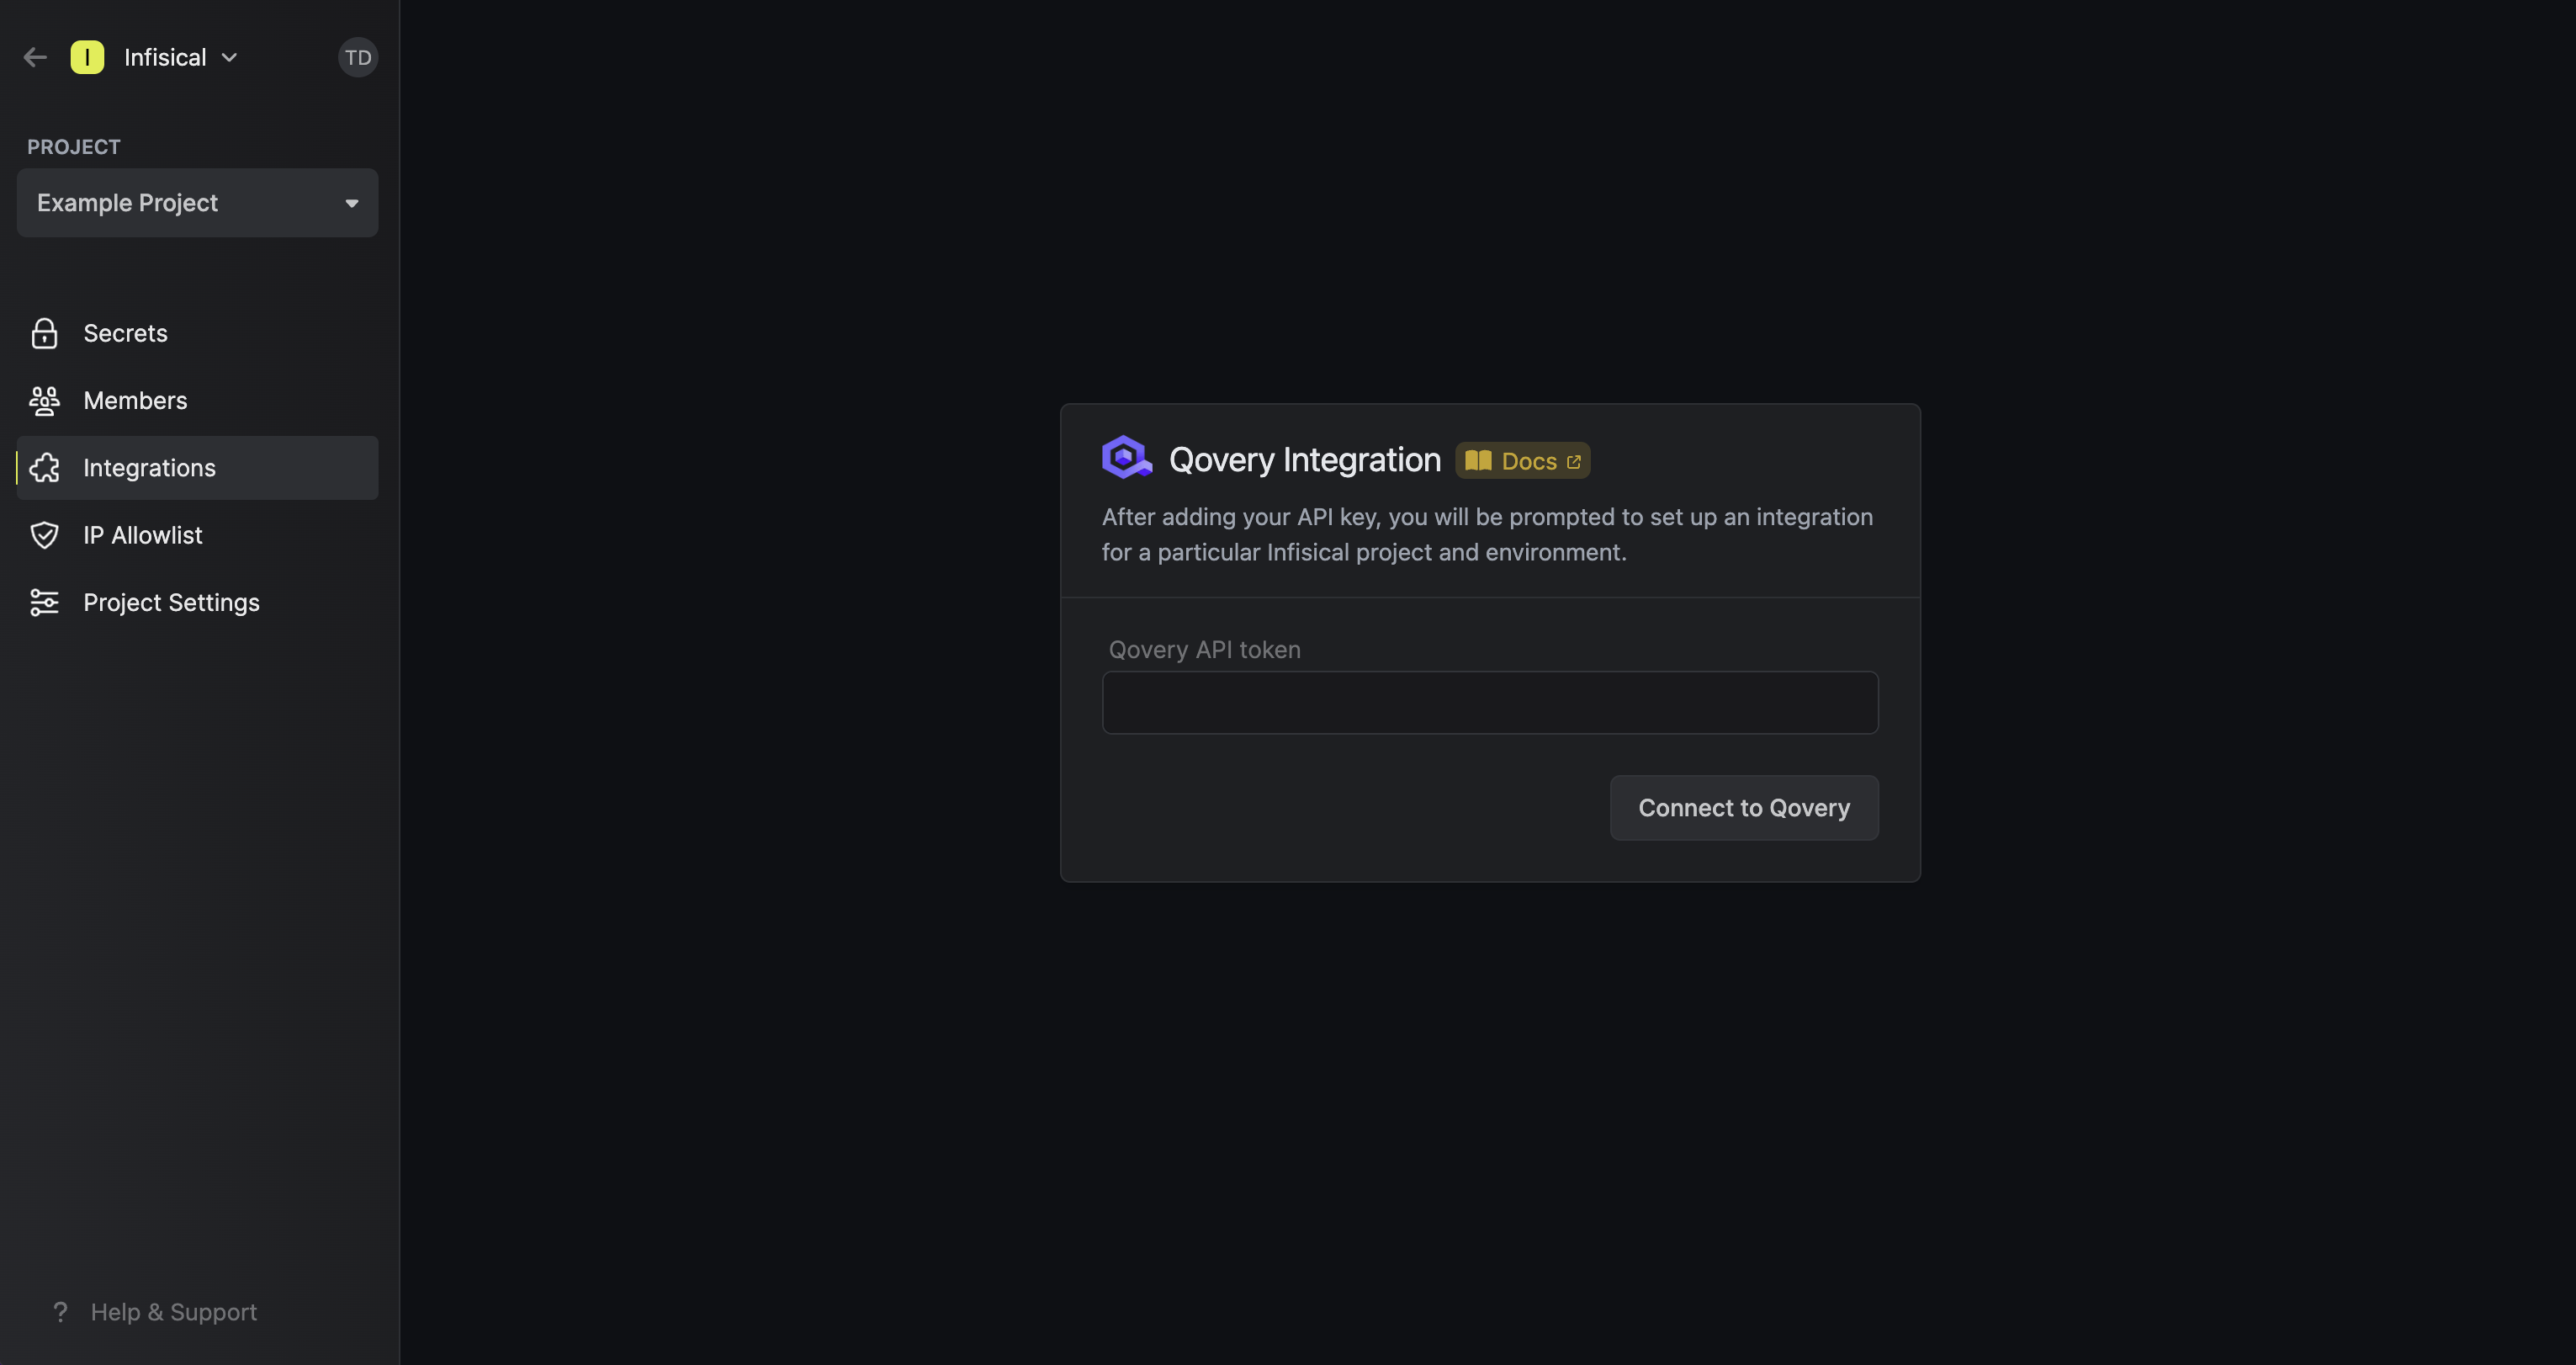 I
Infisical
TD
PROJECT
Example Project
Secrets
Members
Integrations
IP Allowlist
Project Settings
? Help & Support
Qovery Integration
Docs
After adding your API key, you will be prompted to set up an integration
for a particular Infisical project and environment.
Qovery API token
Connect to Qovery